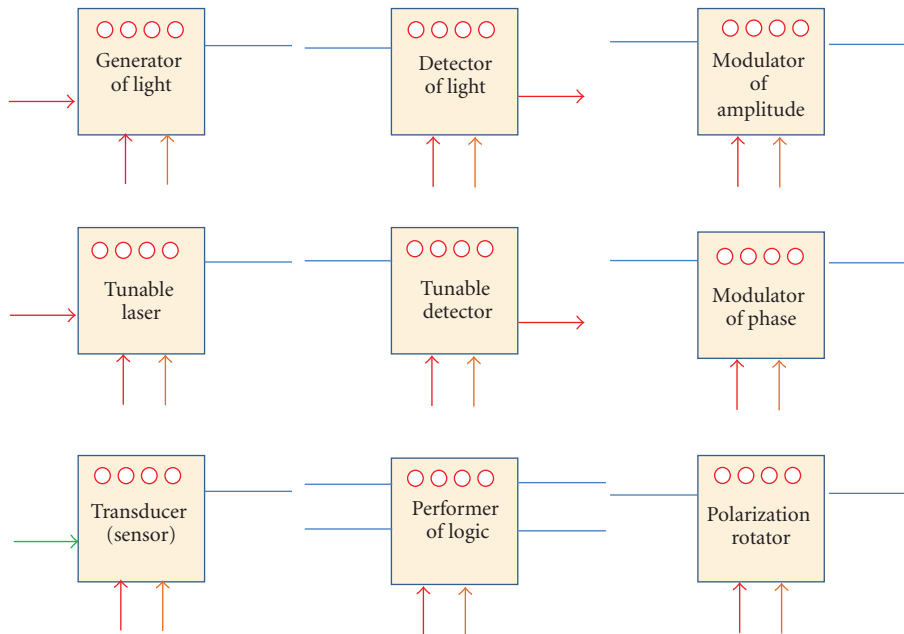 Generator
of light
Detector
of light
Modulator
of
amplitude
Tunable
laser
Tunable
detector
Modulator
of phase
Transducer
(sensor)
Performer
of logic
Polarization
rotator